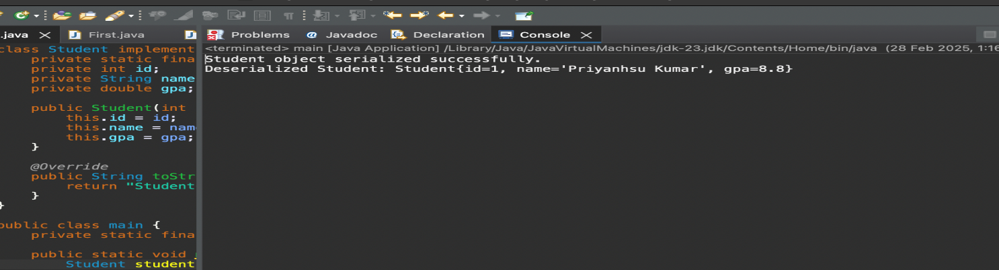 .java
First.java
Problems
Javadoc
Declaration
Console
class Student implement
private static fina
private int id;
private String name
private double gpa;
public Student(int
this.id = id;
this.name = nam
this.gpa = gpa;
}
@Override
public String toStr
return "Student
}
}
public class main {
private static fina
public static void
Student student
<terminated> main [Java Application] /Library/Java/JavaVirtualMachines/jdk-23.jdk/Contents/Home/bin/java (28 Feb 2025, 1:16
Student object serialized successfully.
Deserialized Student: Student{id=1, name='Priyanhsu Kumar', gpa=8.8}